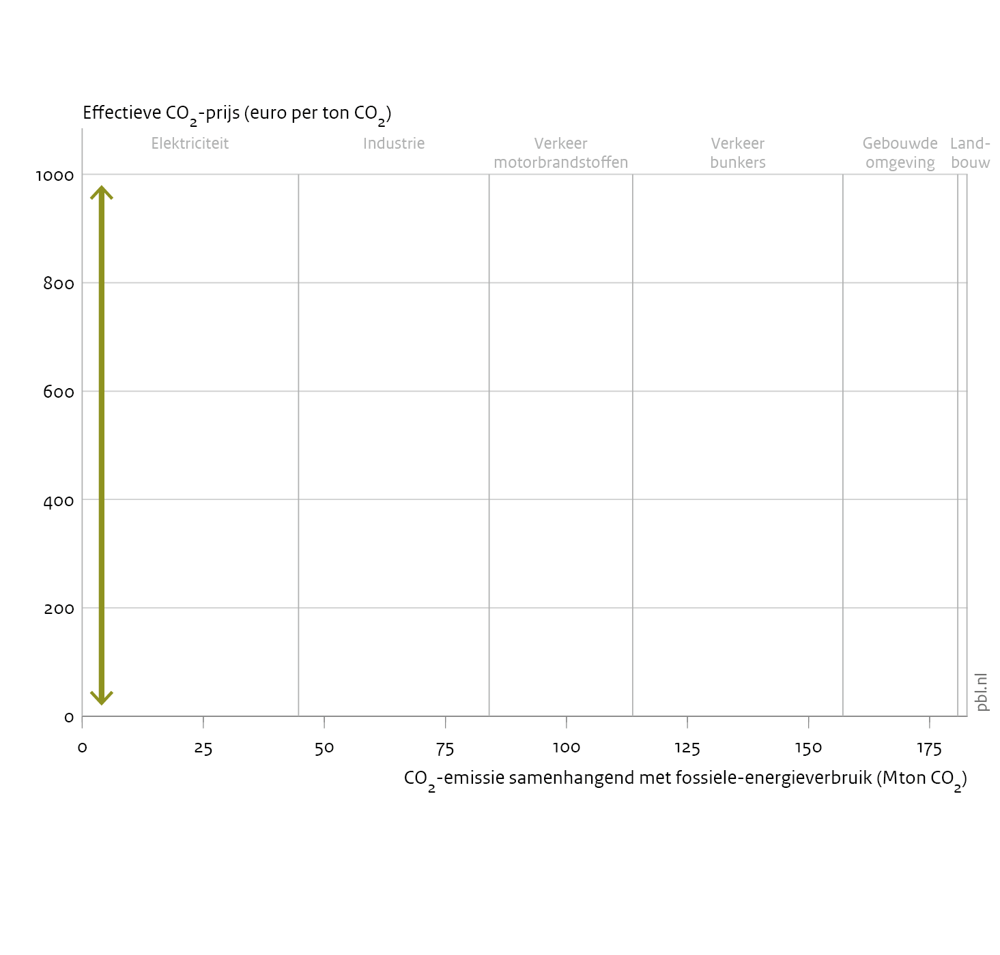 Effectieve CO2-prijs (euro per ton CO2)
Elektriciteit
Industrie
Verkeer
motorbrandstoffen
Verkeer
bunkers
Gebouwde
omgeving
Land-
bouw
1000
800
600
400
200
0
0 25 50 75 100 125 150 175
CO2-emissie samenhangend met fossiele-energieverbruik (Mton CO2)
pbl.nl